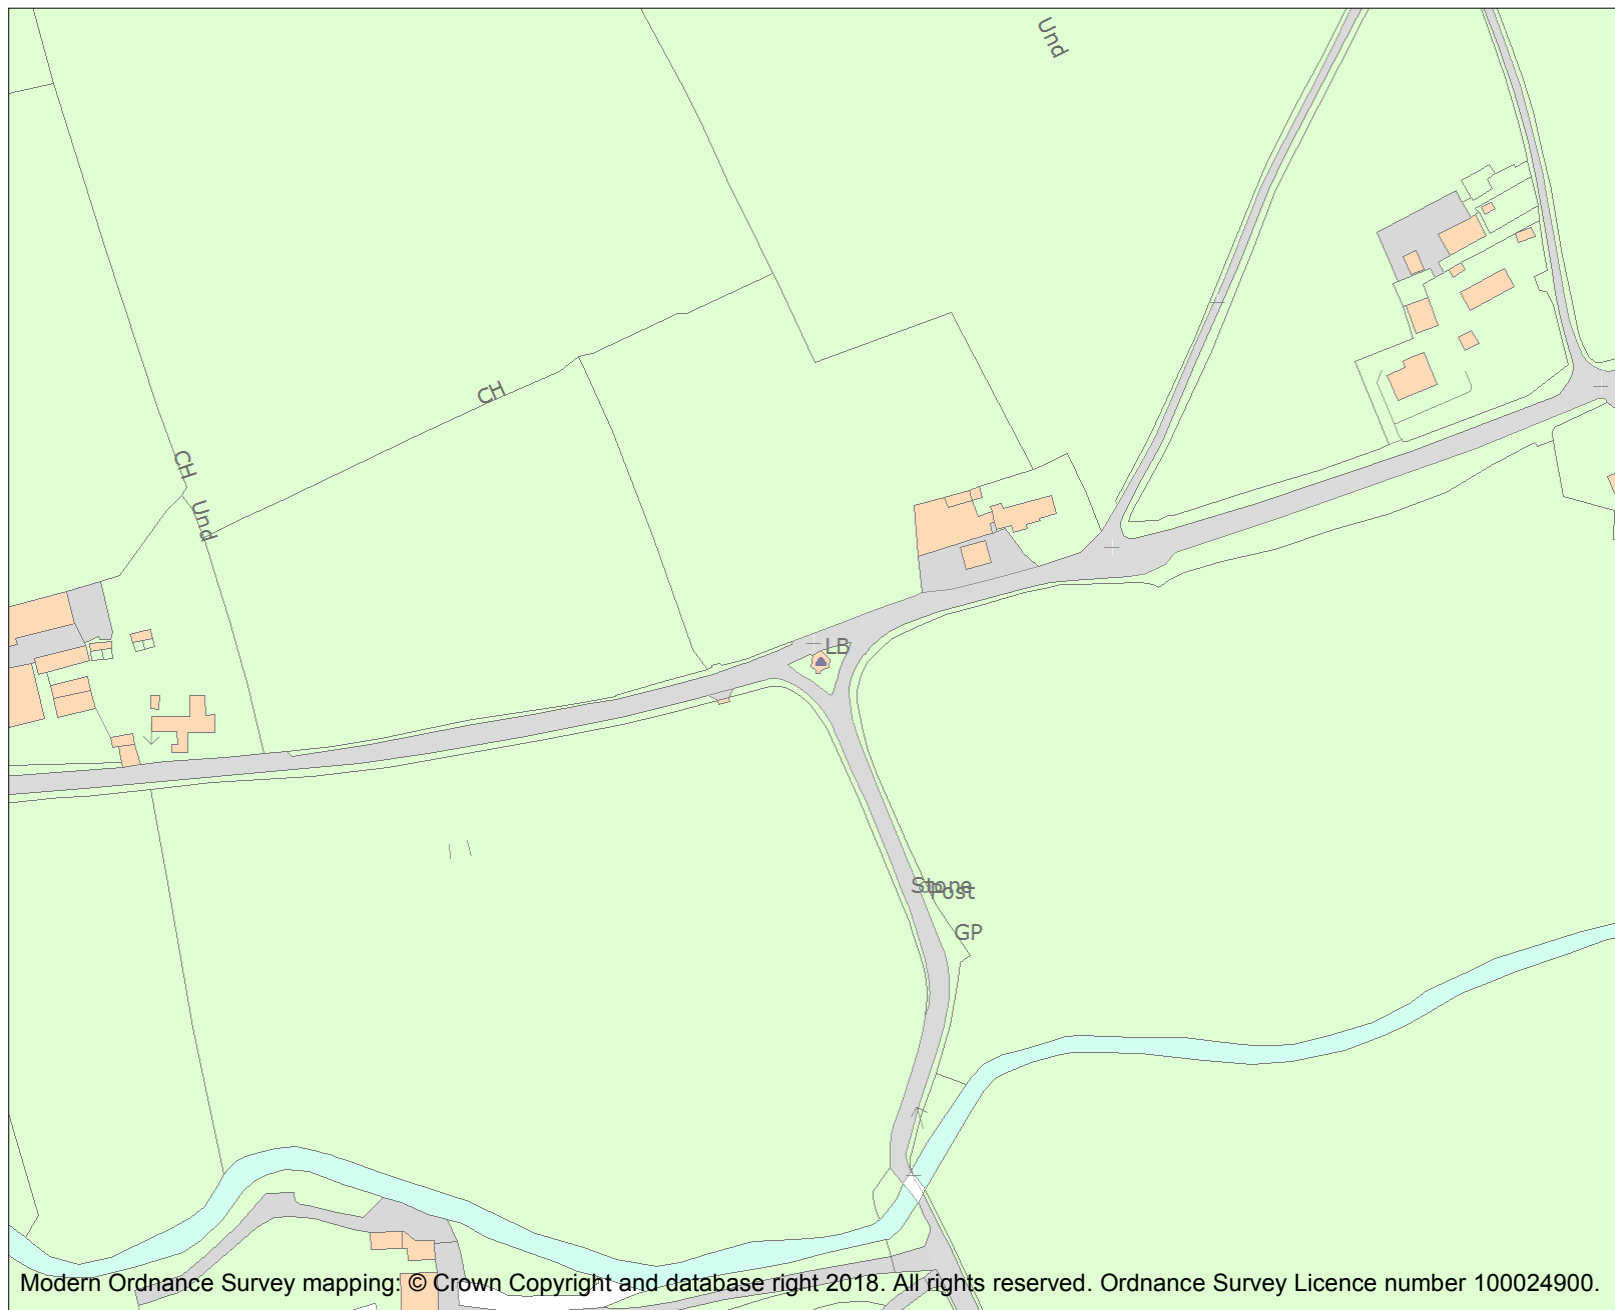 Und
CH
CH
Und
LB
Stone
Post
GP
Modern Ordnance Survey mapping: © Crown Copyright and database right 2018. All rights reserved. Ordnance Survey Licence number 100024900.